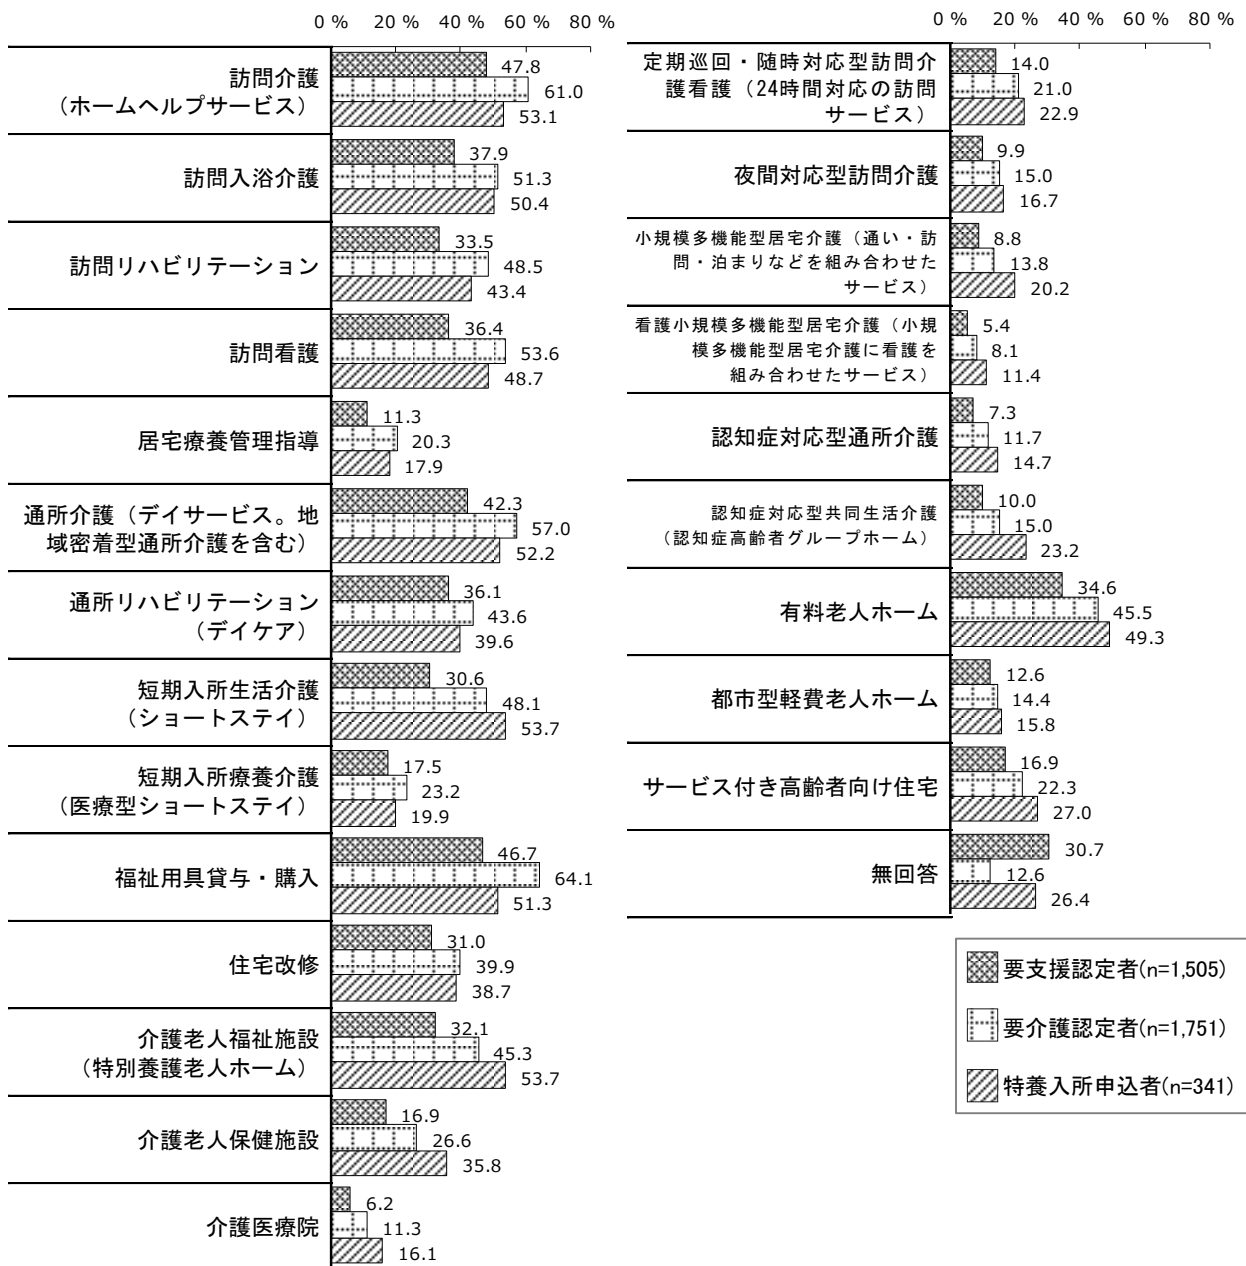 0 % 20 % 40 % 60 % 80 %
訪問介護
（ホームヘルプサービス）
47.8
61.0
53.1
訪問入浴介護
37.9
51.3
50.4
訪問リハビリテーション
33.5
48.5
43.4
訪問看護
36.4
53.6
48.7
居宅療養管理指導
11.3
20.3
17.9
通所介護（デイサービス。地
域密着型通所介護を含む）
42.3
57.0
52.2
通所リハビリテーション
（デイケア）
36.1
43.6
39.6
短期入所生活介護
（ショートステイ）
30.6
48.1
53.7
短期入所療養介護
（医療型ショートステイ）
17.5
23.2
19.9
福祉用具貸与・購入
46.7
64.1
51.3
住宅改修
31.0
39.9
38.7
介護老人福祉施設
（特別養護老人ホーム）
32.1
45.3
53.7
介護老人保健施設
16.9
26.6
35.8
介護医療院
6.2
11.3
16.1
0 % 20 % 40 % 60 % 80 %
定期巡回・随時対応型訪問介
護看護（24時間対応の訪問
サービス）
14.0
21.0
22.9
夜間対応型訪問介護
9.9
15.0
16.7
小規模多機能型居宅介護（通い・訪
問・泊まりなどを組み合わせた
サービス）
8.8
13.8
20.2
看護小規模多機能型居宅介護（小規
模多機能型居宅介護に看護を
組み合わせたサービス）
5.4
8.1
11.4
認知症対応型通所介護
7.3
11.7
14.7
認知症対応型共同生活介護
（認知症高齢者グループホーム）
10.0
15.0
23.2
有料老人ホーム
34.6
45.5
49.3
都市型軽費老人ホーム
12.6
14.4
15.8
サービス付き高齢者向け住宅
16.9
22.3
27.0
無回答
30.7
12.6
26.4
要支援認定者(n=1,505)
要介護認定者(n=1,751)
特養入所申込者(n=341)